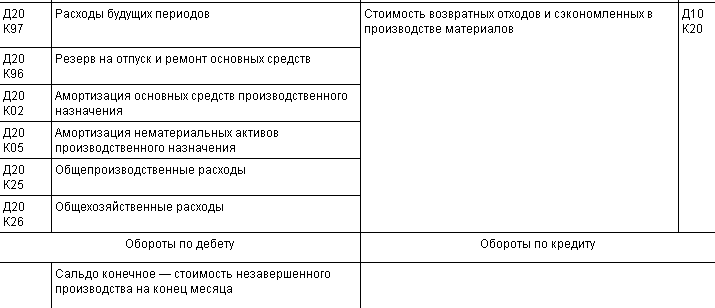 Д20
К97
Расходы будущих периодов
Стоимость возвратных отходов и сэкономленных в
производстве материалов
Д10
К20
Д20
К96
Резерв на отпуск и ремонт основных средств
Д20
К02
Амортизация основных средств производственного
назначения
Д20
К05
Амортизация нематериальных активов
производственного назначения
Д20
К25
Общепроизводственные расходы
Д20
К26
Общехозяйственные расходы
Обороты по дебету
Обороты по кредиту
Сальдо конечное — стоимость незавершенного
производства на конец месяца